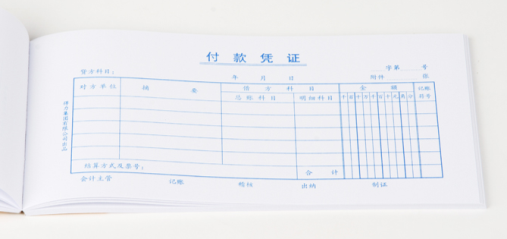 付款凭证
字第 号
贷方科目：
年 月 日
附件 张
对方单位 摘 要 借 方 科 目 金 额 记账符号
总账科目 明细科目 千百十万千百十元角分
结算方式及票号： 合 计
会计主管 记账 稽核 出纳 制证